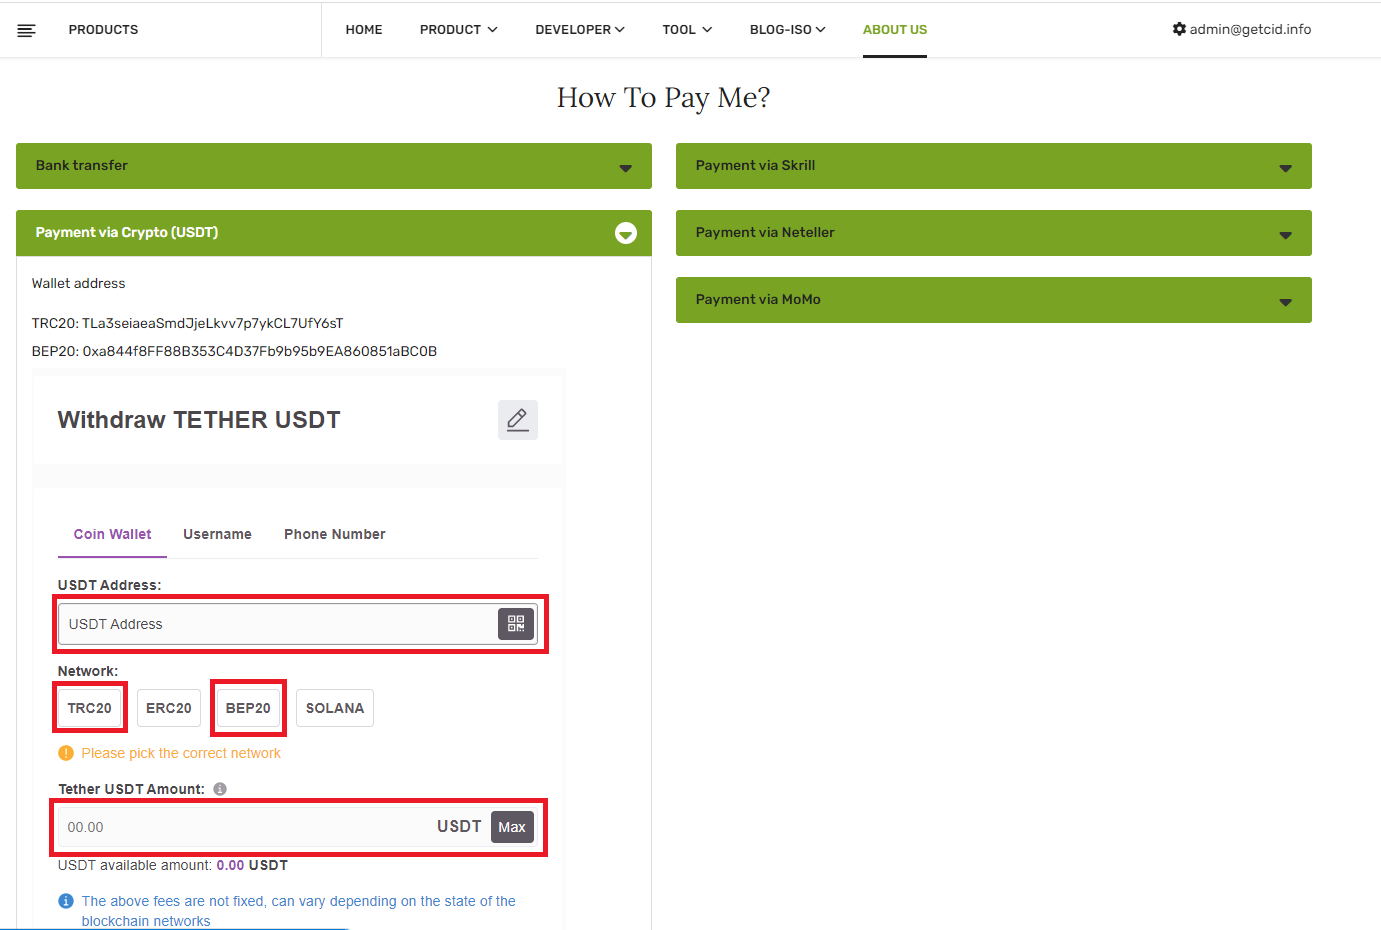 PRODUCTS
HOME
PRODUCT
DEVELOPER
TOOL
BLOG-ISO
ABOUT US
admin@getcid.info
How To Pay Me?
Bank transfer
Payment via Crypto (USDT)
Wallet address
TRC20: TLa3seiaeaSmdJjeLkvv7p7ykCL7UfY6sT
BEP20: 0xa844f8FF88B353C4D37Fb9b95b9EA860851aBC0B
Withdraw TETHER USDT
Coin Wallet
Username
Phone Number
USDT Address:
USDT Address
Network:
TRC20
ERC20
BEP20
SOLANA
Please pick the correct network
Tether USDT Amount:
00.00
USDT
Max
USDT available amount: 0.00 USDT
The above fees are not fixed, can vary depending on the state of the
blockchain networks
Payment via Skrill
Payment via Neteller
Payment via MoMo